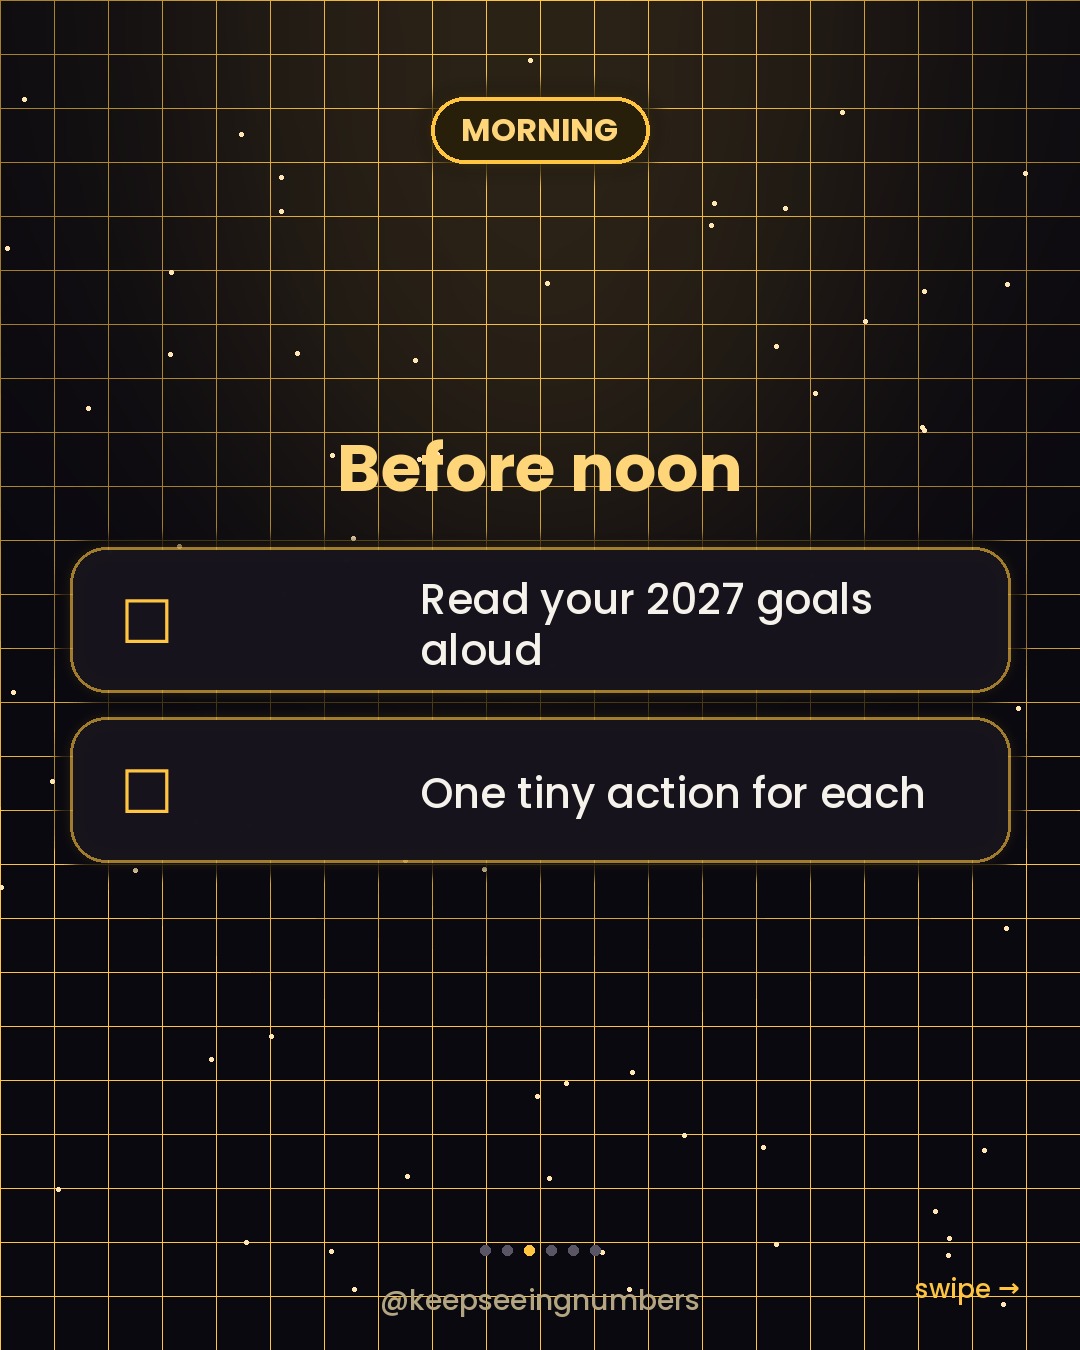 MORNING
Before noon
Read your 2027 goals
aloud
One tiny action for each
swipe →
@keepseeingnumbers